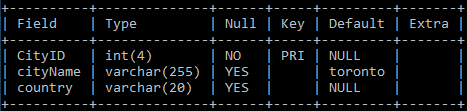 +----------+--------------+------+-----+---------+-------+
| Field    | Type         | Null | Key | Default | Extra |
+----------+--------------+------+-----+---------+-------+
| CityID   | int(4)       | NO   | PRI | NULL    |       |
| cityName | varchar(255) | YES  |     | toronto |       |
| country  | varchar(20)  | YES  |     | NULL    |       |
+----------+--------------+------+-----+---------+-------+